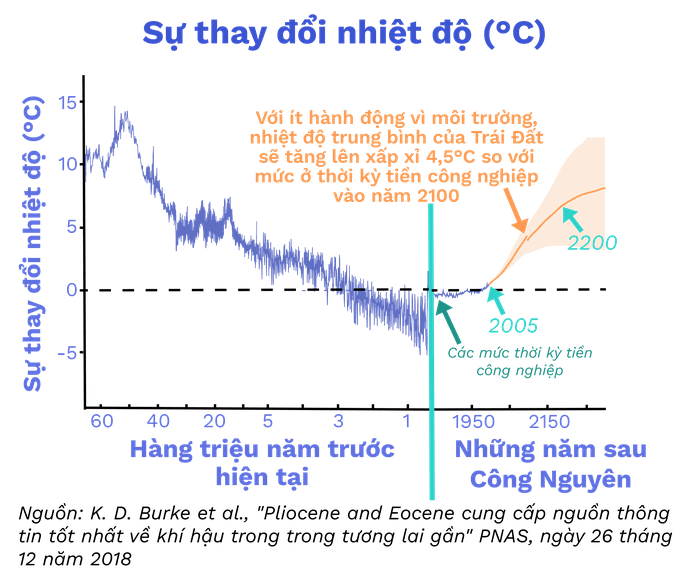 Sự thay đổi nhiệt độ (°C)
Sự thay đổi nhiệt độ (°C)
15
10
5
0
-5
Với ít hành động vì môi trường,
nhiệt độ trung bình của Trái Đất
sẽ tăng lên xấp xỉ 4,5°C so với
mức ở thời kỳ tiền công nghiệp
vào năm 2100
2200
2005
Các mức thời kỳ tiền
công nghiệp
60 40 20 5 3 1 1950 2150
Hàng triệu năm trước
hiện tại
Những năm sau
Công Nguyên
Nguồn: K. D. Burke et al., "Pliocene and Eocene cung cấp nguồn thông
tin tốt nhất về khí hậu trong trong tương lai gần" PNAS, ngày 26 tháng
12 năm 2018